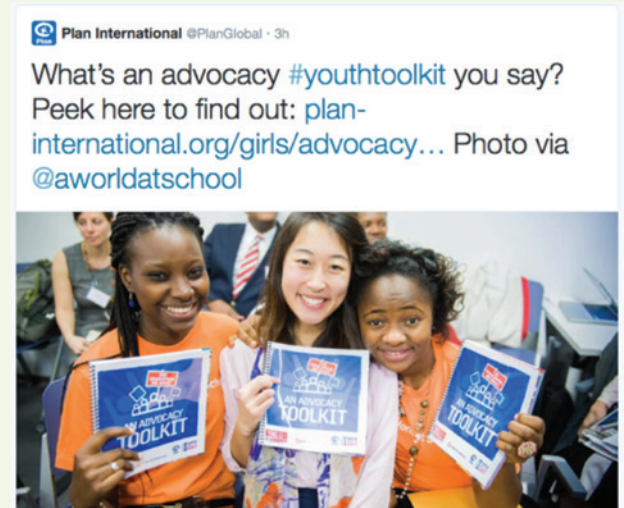 Plan
Plan International @PlanGlobal · 3h
What's an advocacy #youthtoolkit you say?
Peek here to find out: plan-
international.org/girls/advocacy... Photo via
@aworldatschool
AN ADVOCACY
TOOLKIT
AN ADVOCACY
TOOLKIT
AN ADVOCACY
TOOLKIT